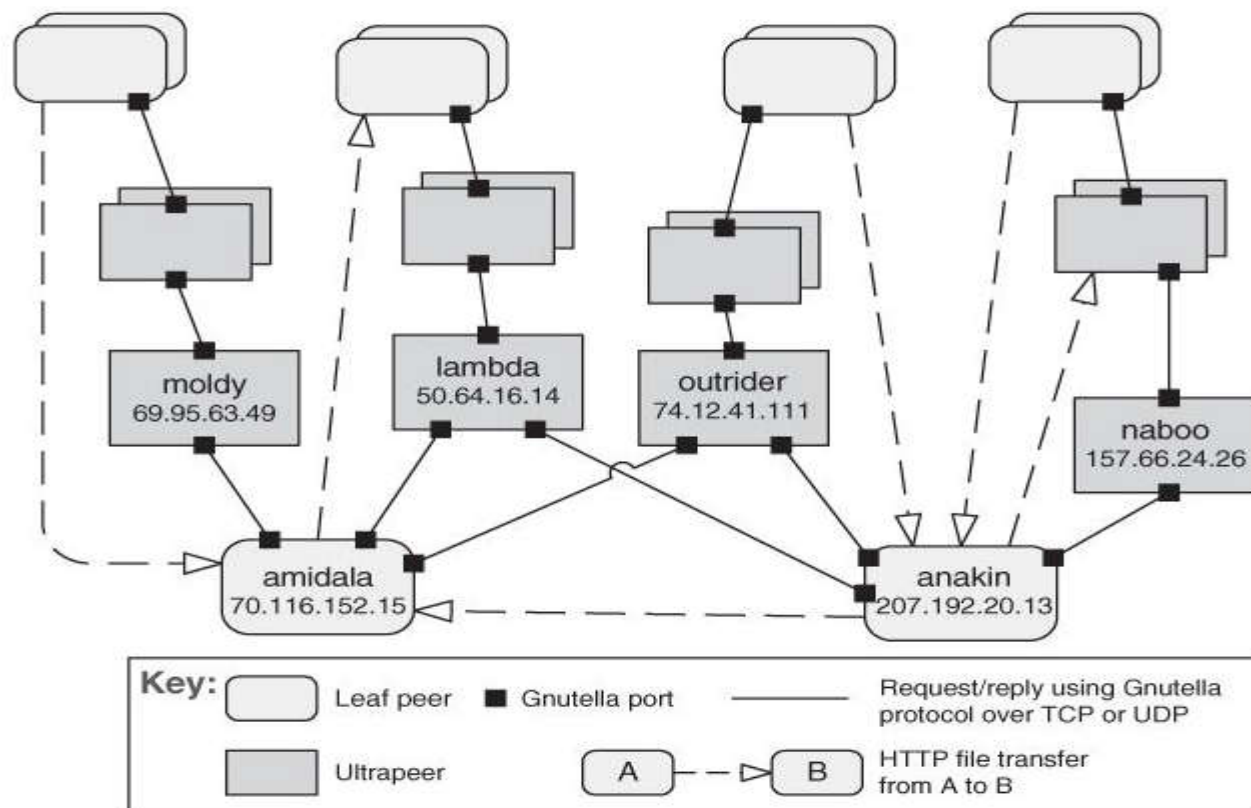 moldy
69.95.63.49
lambda
50.64.16.14
outrider
74.12.41.111
naboo
157.66.24.26
amidala
70.116.152.15
anakin
207.192.20.13
Key:
Leaf peer
Gnutella port
Request/reply using Gnutella
protocol over TCP or UDP
Ultrapeer
A
B
HTTP file transfer
from A to B